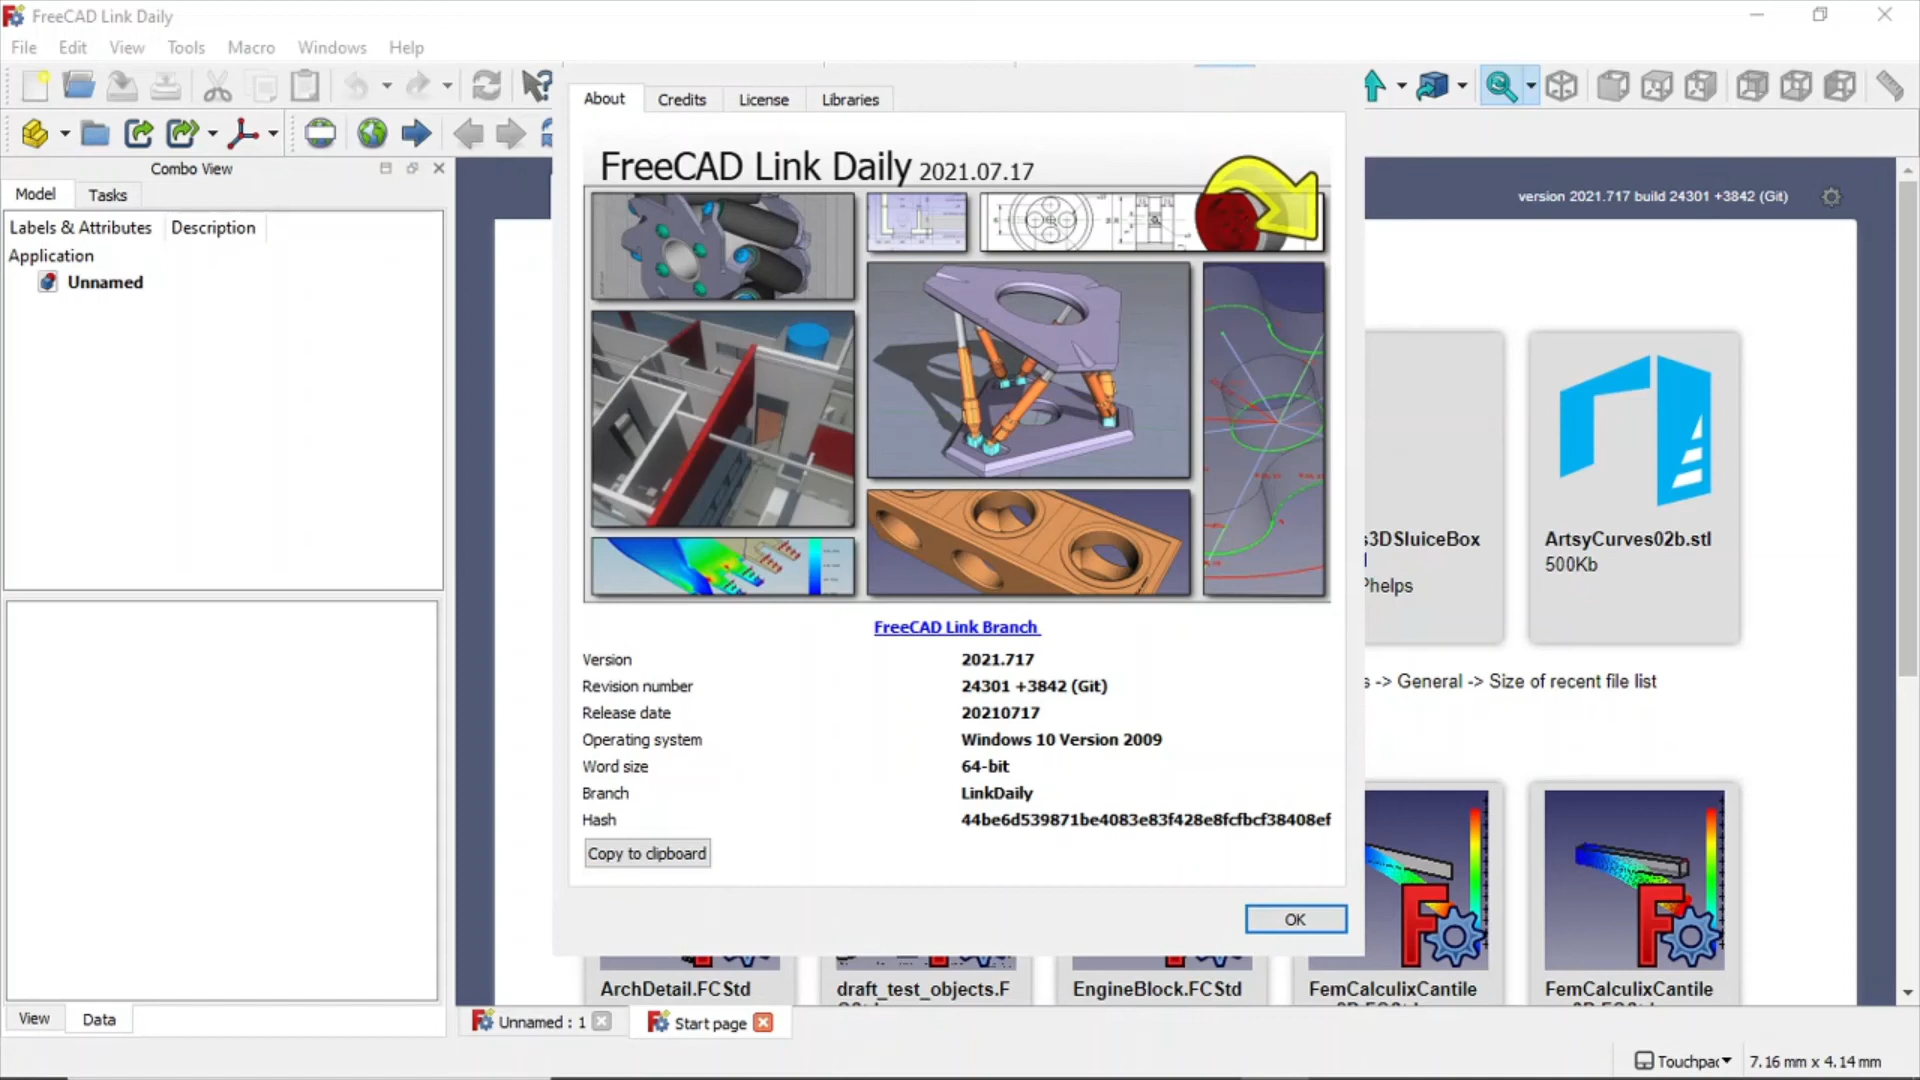 FreeCAD Link Daily
File Edit View Tools Macro Windows Help
Combo View
Model Tasks
Labels & Attributes Description
Application
Unnamed
View Data
About Credits License Libraries
FreeCAD Link Daily 2021.07.17
FreeCAD Link Branch
Version 2021.717
Revision number 24301 +3842 (Git)
Release date 20210717
Operating system Windows 10 Version 2009
Word size 64-bit
Branch LinkDaily
Hash 44be6d539871be4083e83f428e8fcfbcf38408ef
Copy to clipboard
OK
version 2021.717 build 24301 +3842 (Git)
s3DSluiceBox
Phelps
ArtsyCurves02b.stl
500Kb
s -> General -> Size of recent file list
ArchDetail.FCStd
draft_test_objects.F
EngineBlock.FCStd
FemCalculixCantile
FemCalculixCantile
Unnamed : 1
Start page
Touchpac
7.16 mm x 4.14 mm